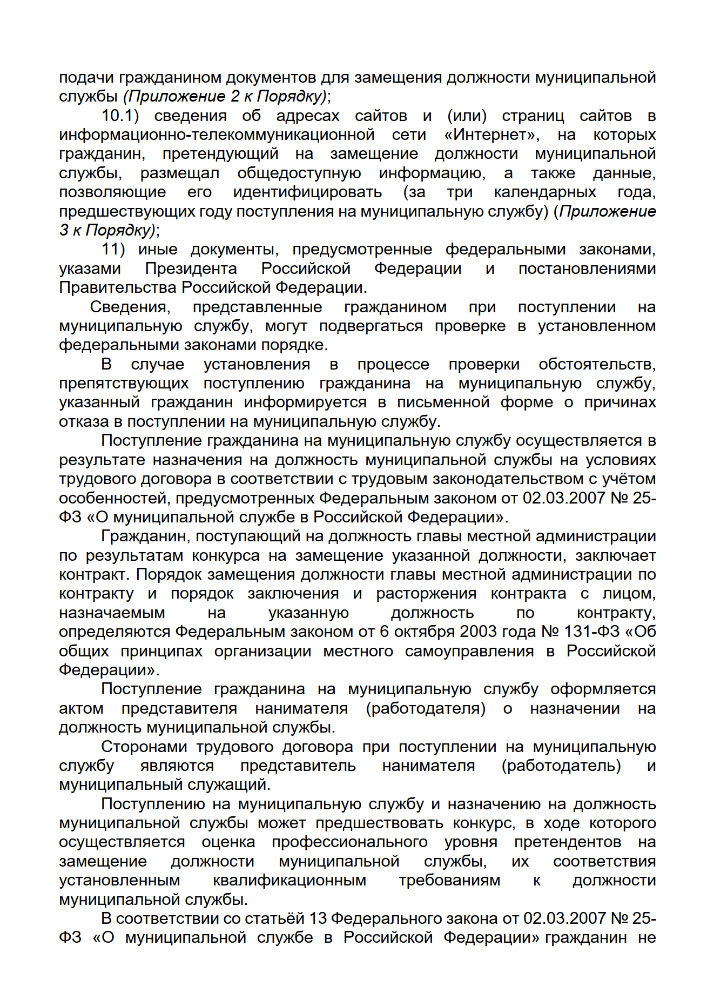 подачи гражданином документов для замещения должности муниципальной
службы (Приложение 2 к Порядку);
10.1) сведения об адресах сайтов и (или) страниц сайтов в
информационно-телекоммуникационной сети «Интернет», на которых
гражданин, претендующий на замещение должности муниципальной
службы, размещал общедоступную информацию, а также данные,
позволяющие его идентифицировать (за три календарных года,
предшествующих году поступления на муниципальную службу) (Приложение
3 к Порядку);
11) иные документы, предусмотренные федеральными законами,
указами Президента Российской Федерации и постановлениями
Правительства Российской Федерации.
Сведения, представленные гражданином при поступлении на
муниципальную службу, могут подвергаться проверке в установленном
федеральными законами порядке.
В случае установления в процессе проверки обстоятельств,
препятствующих поступлению гражданина на муниципальную службу,
указанный гражданин информируется в письменной форме о причинах
отказа в поступлении на муниципальную службу.
Поступление гражданина на муниципальную службу осуществляется в
результате назначения на должность муниципальной службы на условиях
трудового договора в соответствии с трудовым законодательством с учётом
особенностей, предусмотренных Федеральным законом от 02.03.2007 № 25-
ФЗ «О муниципальной службе в Российской Федерации».
Гражданин, поступающий на должность главы местной администрации
по результатам конкурса на замещение указанной должности, заключает
контракт. Порядок замещения должности главы местной администрации по
контракту и порядок заключения и расторжения контракта с лицом,
назначаемым на указанную должность по контракту,
определяются Федеральным законом от 6 октября 2003 года № 131-ФЗ «Об
общих принципах организации местного самоуправления в Российской
Федерации».
Поступление гражданина на муниципальную службу оформляется
актом представителя нанимателя (работодателя) о назначении на
должность муниципальной службы.
Сторонами трудового договора при поступлении на муниципальную
службу являются представитель нанимателя (работодатель) и
муниципальный служащий.
Поступлению на муниципальную службу и назначению на должность
муниципальной службы может предшествовать конкурс, в ходе которого
осуществляется оценка профессионального уровня претендентов на
замещение должности муниципальной службы, их соответствия
установленным квалификационным требованиям к должности
муниципальной службы.
В соответствии со статьёй 13 Федерального закона от 02.03.2007 № 25-
ФЗ «О муниципальной службе в Российской Федерации» гражданин не